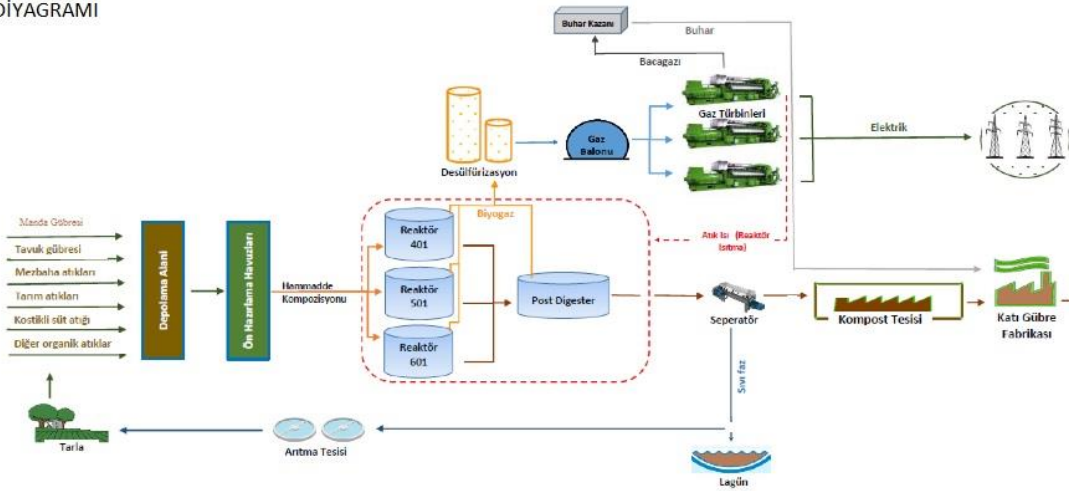 DİYAGRAMI
Buhar Kazanı
Buhar
Bacagazı
Gaz Türbinleri
Gaz
Balonu
Elektrik
Desülfürizasyon
Biyogaz
Atık Isı (Reaktör
Isıtma)
Manda Gübresi
Tavuk gübresi
Mezbaha atıkları
Tarım atıkları
Kostikli süt atığı
Diğer organik atıklar
Depolama Alanı
Ön Hazırlama Havuzları
Hammadde
Kompozisyonu
Reaktör
401
Reaktör
501
Reaktör
601
Post Digester
Seperatör
Kompost Tesisi
Katı Gübre
Fabrikası
Sıvı faz
Tarla
Arıtma Tesisi
Lagün